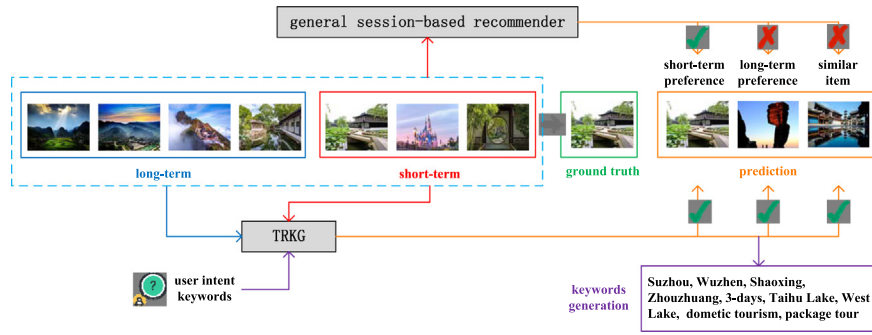 general session-based recommender
short-term
preference
long-term
preference
similar
item
long-term
short-term
ground truth
prediction
TRKG
user intent
keywords
keywords
generation
Suzhou, Wuzhen, Shaoxing,
Zhouzhuang, 3-days, Taihu Lake, West
Lake, dometic tourism, package tour